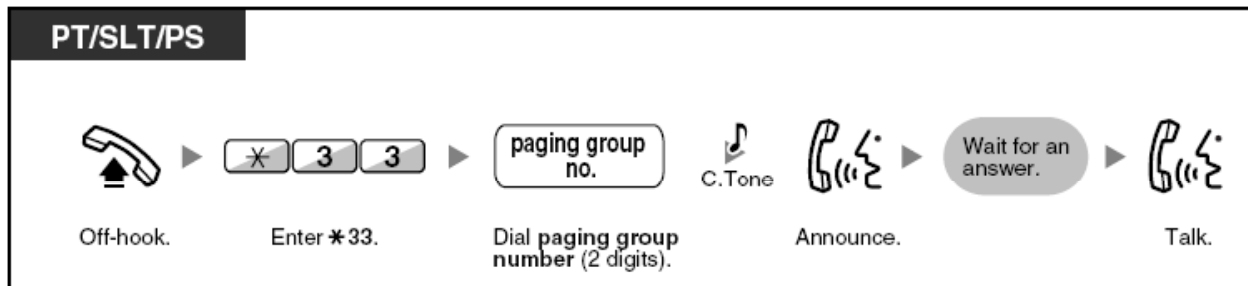 PT/SLT/PS
* 3 3
paging group
no.
C.Tone
Wait for an
answer.
Off-hook.
Enter *33.
Dial paging group
number (2 digits).
Announce.
Talk.